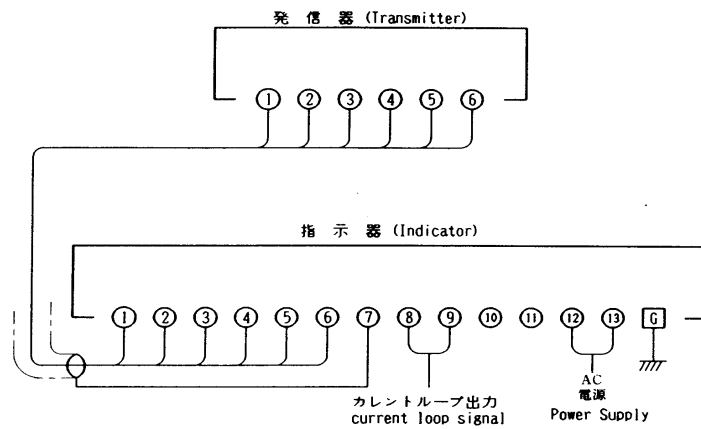 発 信 器 (Transmitter)
① ② ③ ④ ⑤ ⑥
指 示 器 (Indicator)
① ② ③ ④ ⑤ ⑥ ⑦ ⑧ ⑨ ⑩ ⑪ ⑫ ⑬ G
カレントループ出力
current loop signal
AC
電源
Power Supply